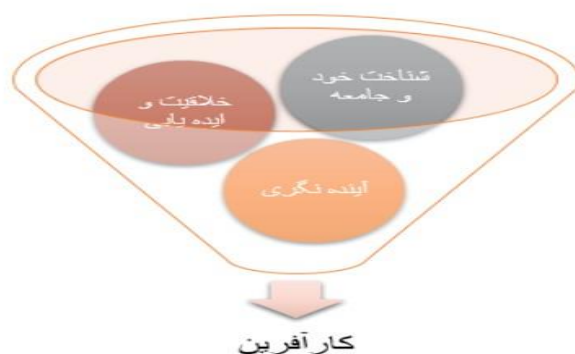 شناخت خود
و جامعه
خلاقیت و
ایده یابی
آینده نگری
کارآفرین